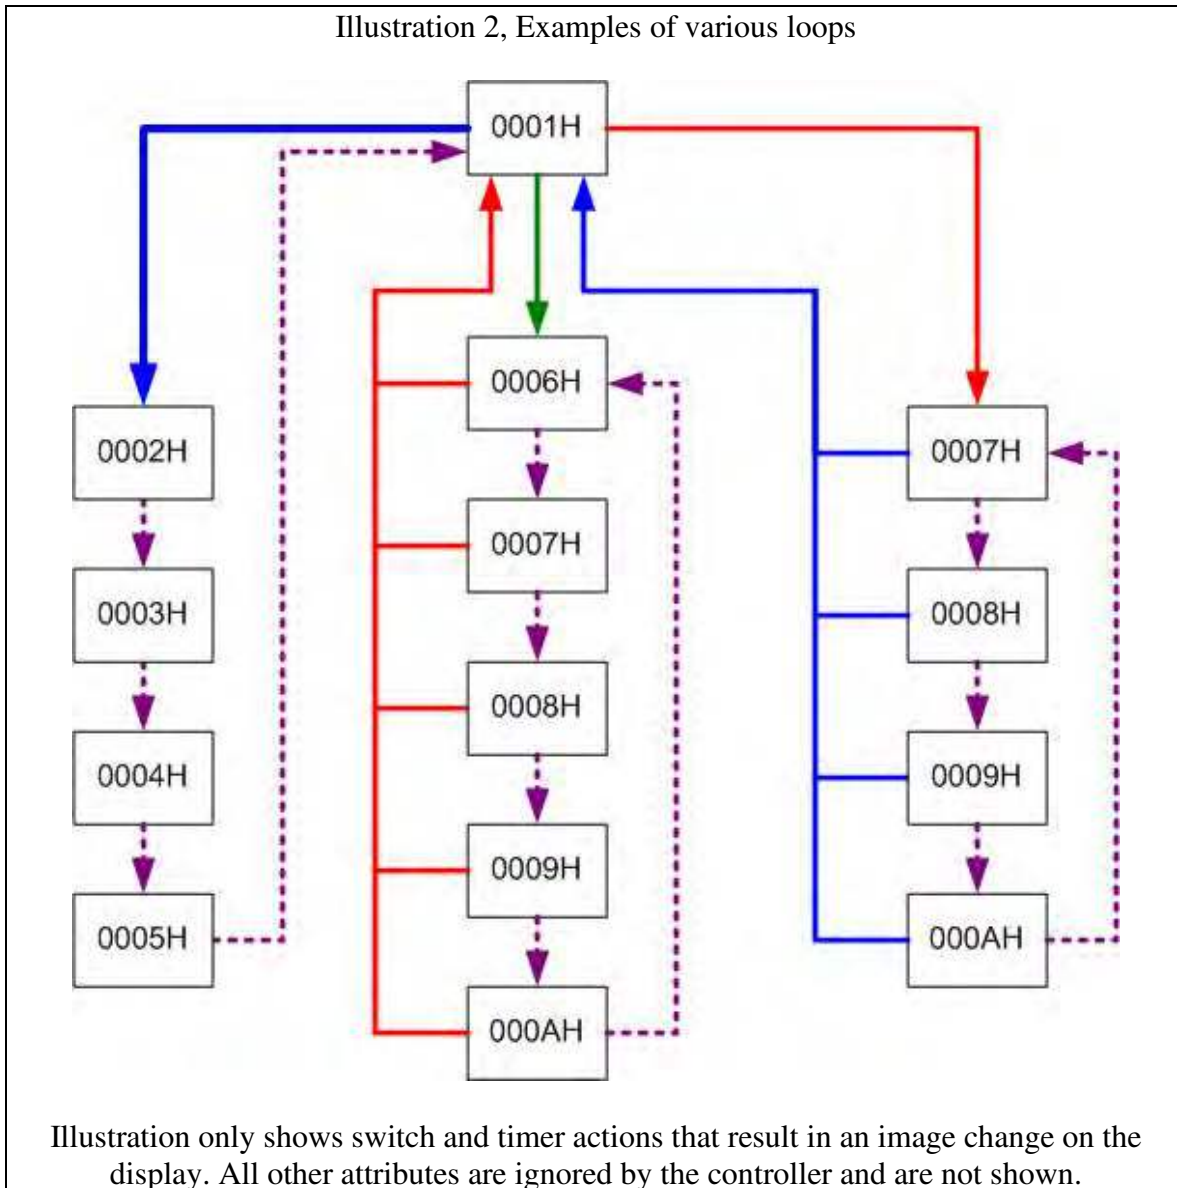 Illustration 2, Examples of various loops
0001H
0006H
0002H
0007H
0007H
0003H
0008H
0008H
0004H
0009H
0009H
0005H
000AH
000AH
Illustration only shows switch and timer actions that result in an image change on the
display. All other attributes are ignored by the controller and are not shown.